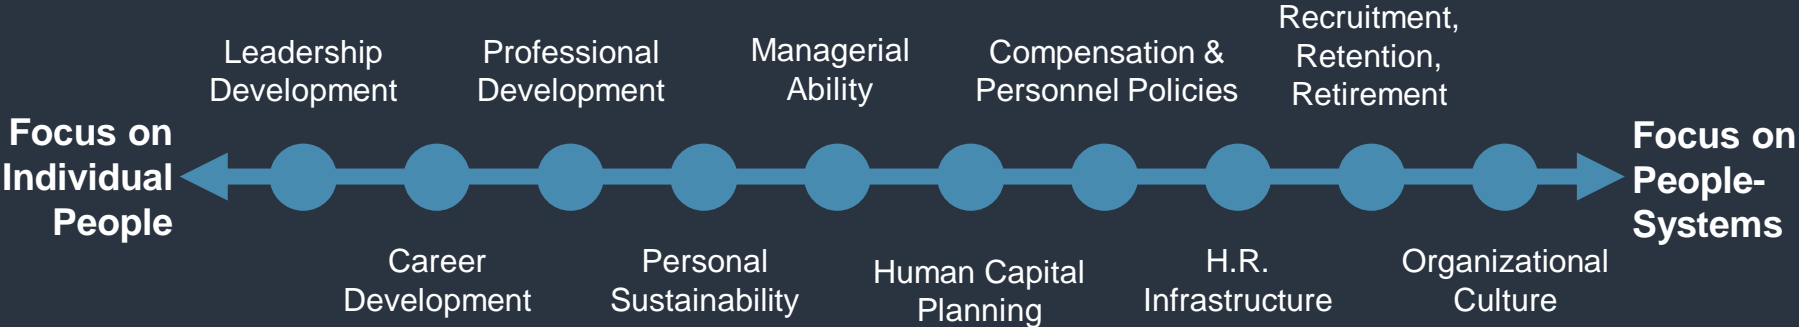 Focus on
Individual
People
Leadership
Development
Career
Development
Professional
Development
Personal
Sustainability
Managerial
Ability
Human Capital
Planning
Compensation &
Personnel Policies
H.R.
Infrastructure
Recruitment,
Retention,
Retirement
Organizational
Culture
Focus on
People-
Systems